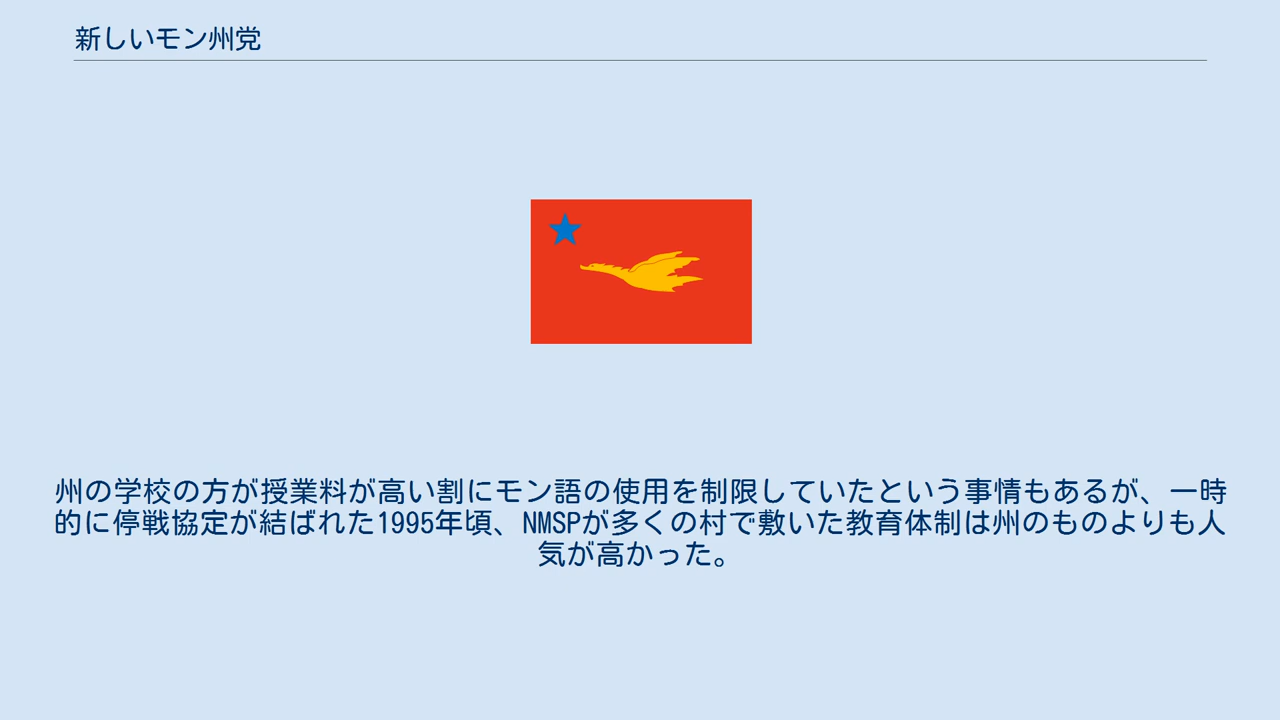 新しいモン州党
州の学校の方が授業料が高い割にモン語の使用を制限していたという事情もあるが、一時
的に停戦協定が結ばれた1995年頃、NMSPが多くの村で敷いた教育体制は州のものよりも人
気が高かった。